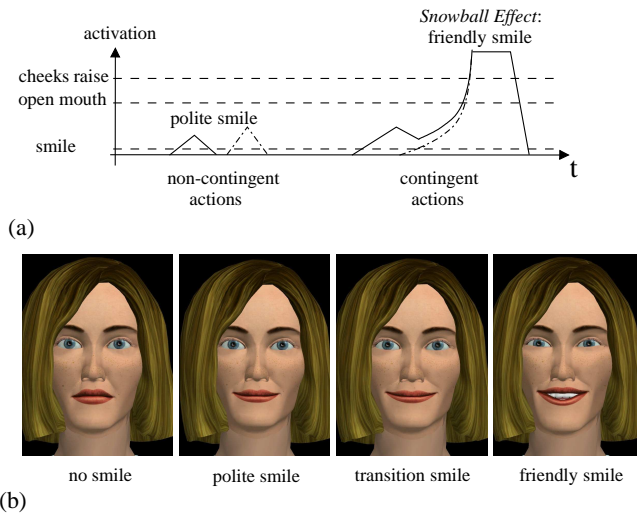 Snowball Effect:
friendly smile
activation
cheeks raise
open mouth
polite smile
smile
t
non-contingent
actions
contingent
actions
(a)
no smile
polite smile
transition smile
friendly smile
(b)